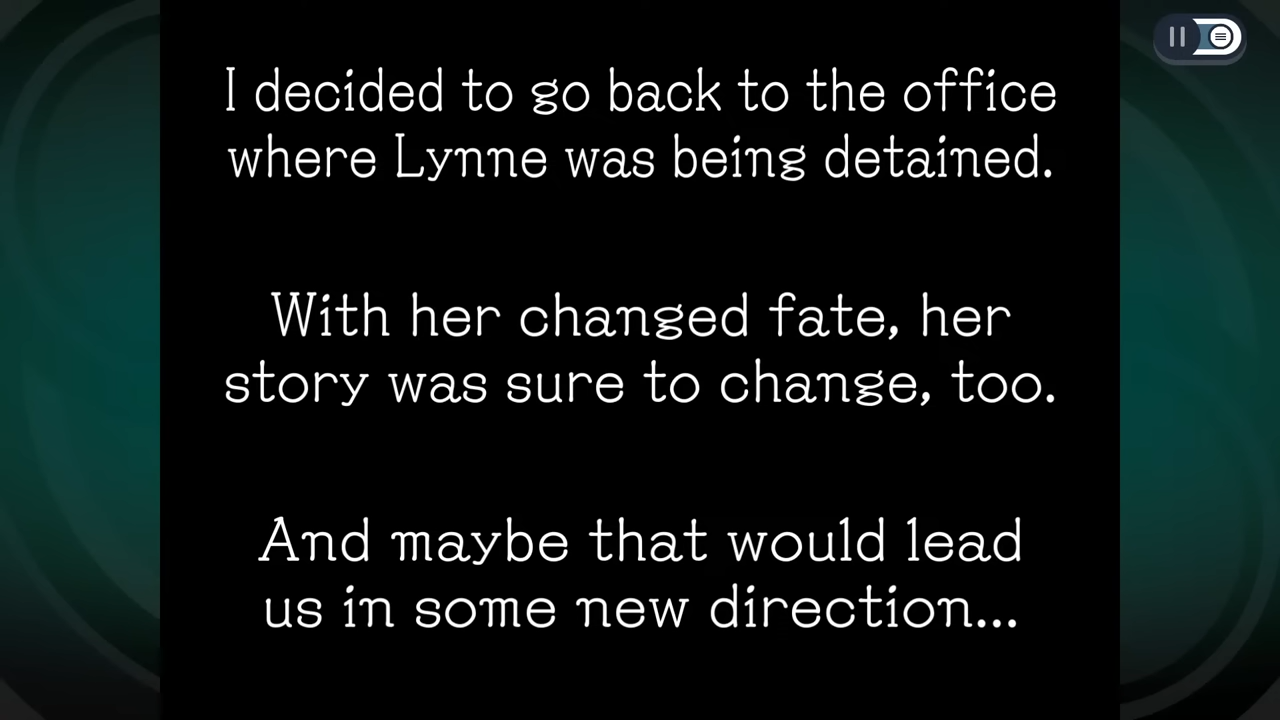 I decided to go back to the office
where Lynne was being detained.
With her changed fate, her
story was sure to change, too.
And maybe that would lead
us in some new direction...